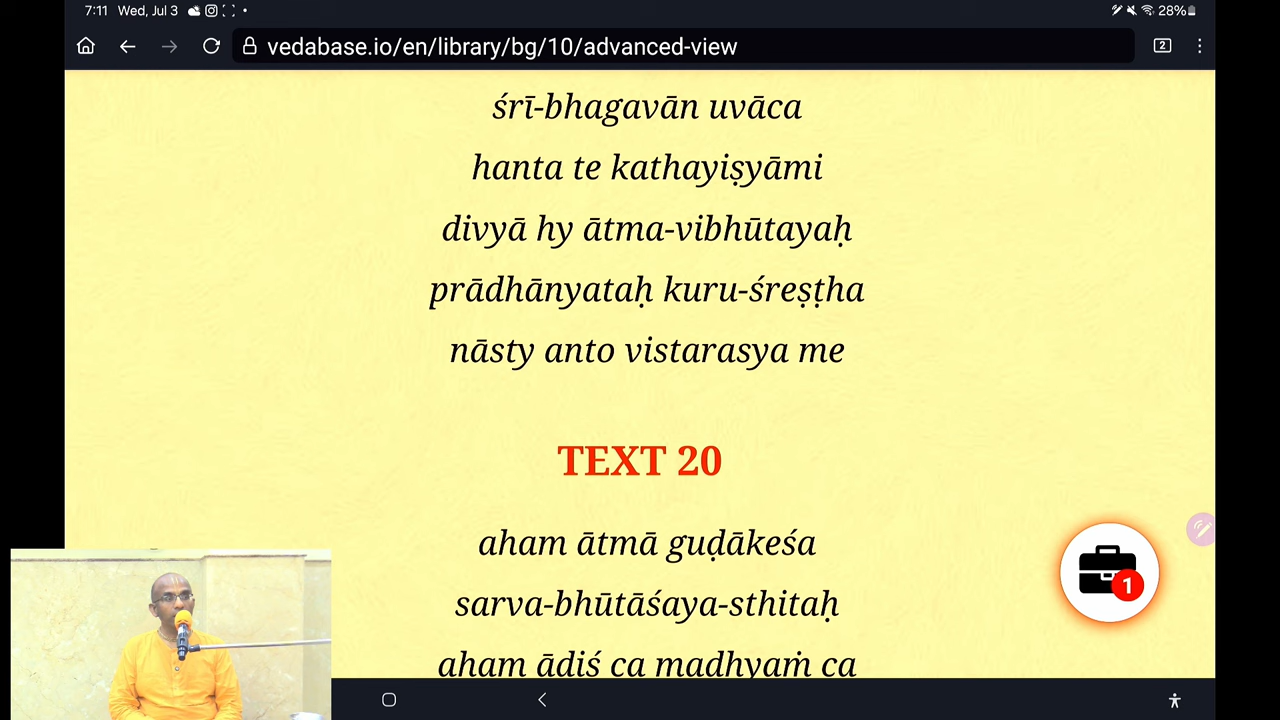 7:11 Wed, Jul 3
28%
vedabase.io/en/library/bg/10/advanced-view
2
śrī-bhagavān uvāca
hanta te kathayiṣyāmi
divyā hy ātma-vibhūtayaḥ
prādhānyataḥ kuru-śreṣṭha
nāsty anto vistarasya me
TEXT 20
aham ātmā guḍākeśa
sarva-bhūtāśaya-sthitaḥ
aham ādiś ca madhyaṁ ca
1